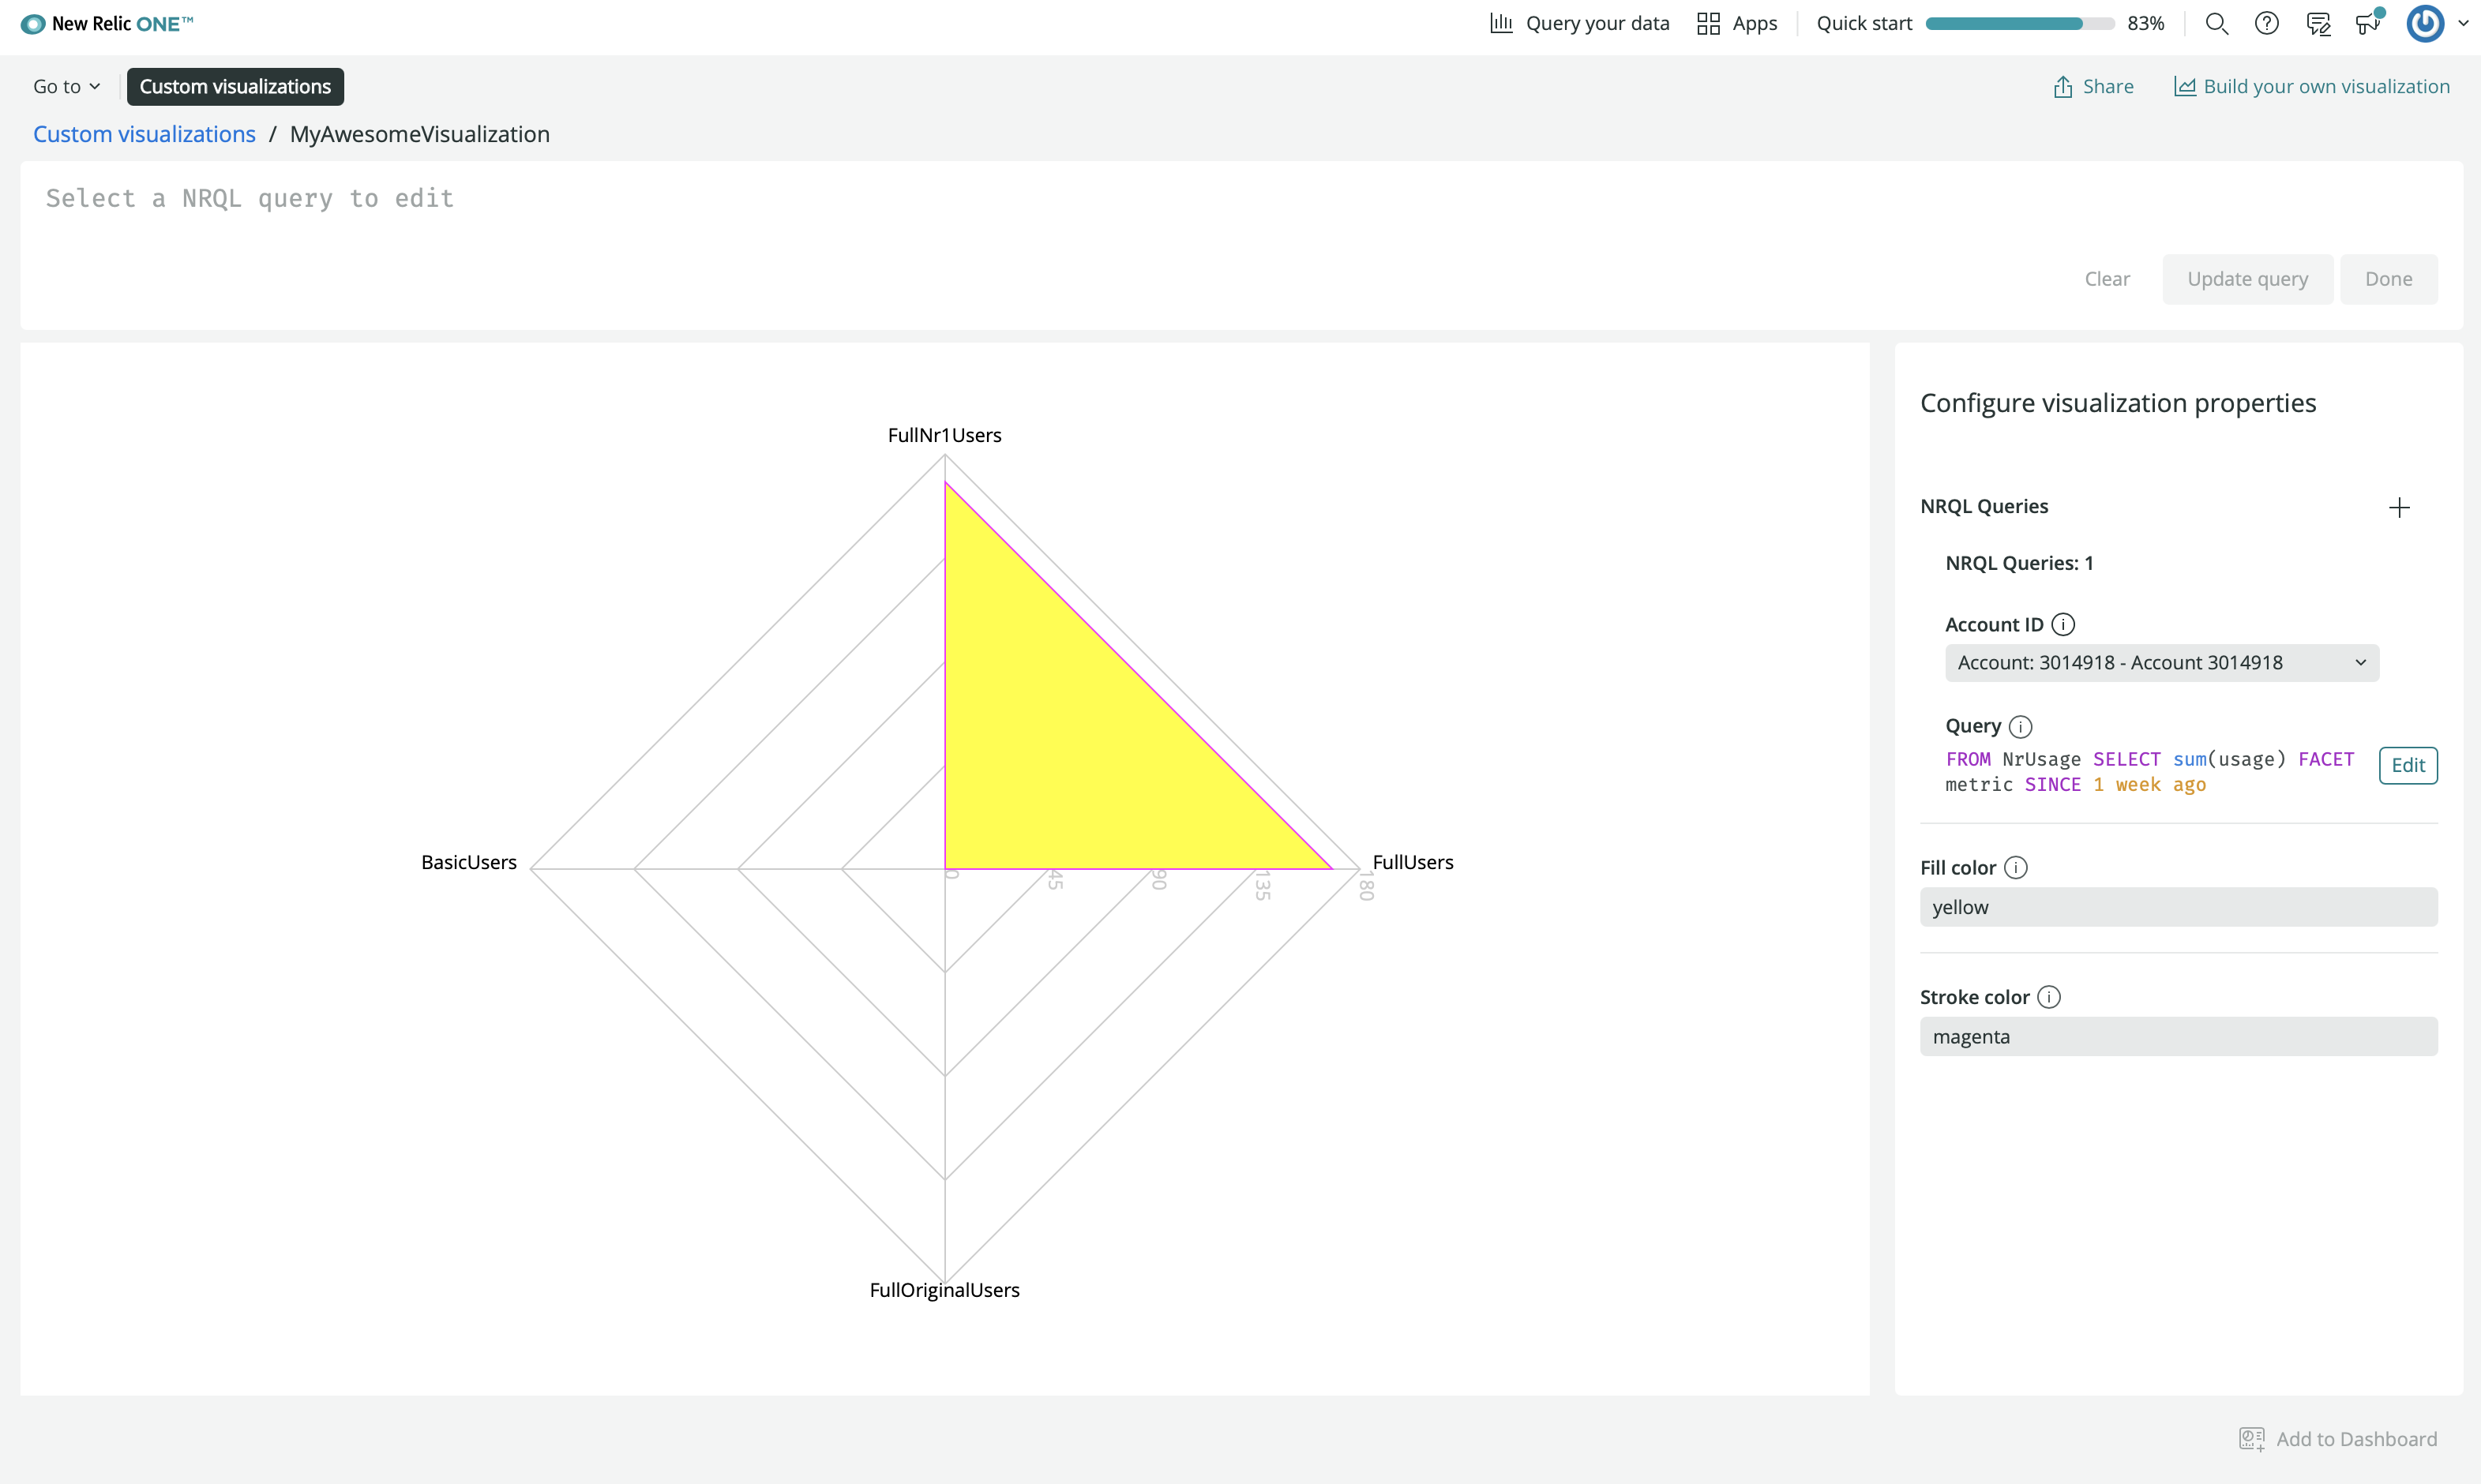 New Relic ONE™
Query your data
Apps
Quick start
83%
Go to
Custom visualizations
Share
Build your own visualization
Custom visualizations / MyAwesomeVisualization
Select a NRQL query to edit
Clear
Update query
Done
FullNr1Users
BasicUsers
FullUsers
0
45
90
135
180
FullOriginalUsers
Configure visualization properties
NRQL Queries
NRQL Queries: 1
Account ID
Account: 3014918 - Account 3014918
Query
FROM NrUsage SELECT sum(usage) FACET
metric SINCE 1 week ago
Edit
Fill color
yellow
Stroke color
magenta
Add to Dashboard